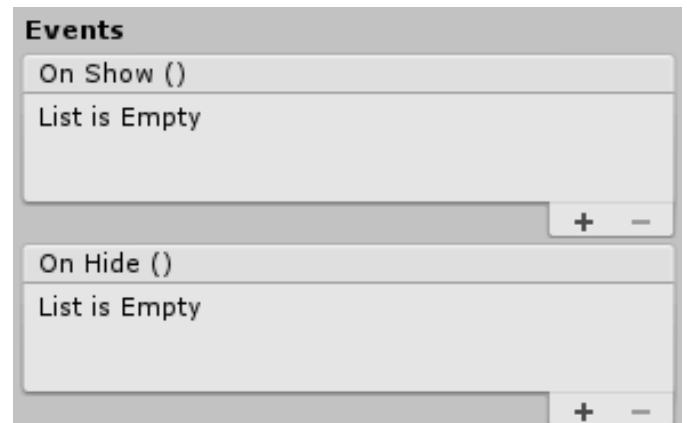 Events
On Show ()
List is Empty
+ −
On Hide ()
List is Empty
+ −